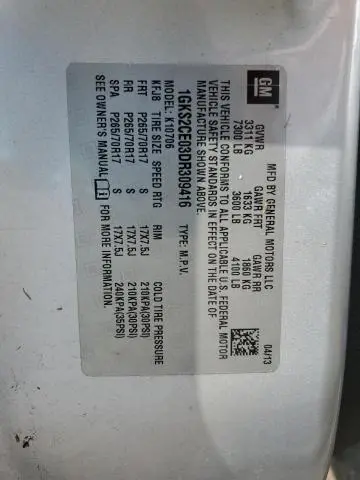 GM
MFD BY GENERAL MOTORS LLC
04/13
GVWR GAWR FRT GAWR RR
3311 KG 1633 KG 1860 KG
7300 LB 3600 LB 4100 LB
THIS VEHICLE CONFORMS TO ALL APPLICABLE U.S. FEDERAL MOTOR
VEHICLE SAFETY STANDARDS IN EFFECT ON THE DATE OF
MANUFACTURE SHOWN ABOVE.
1GKS2CE03DR309416 TYPE: M.P.V.
MODEL: K10706
KFJ8 TIRE SIZE SPEED RTG RIM COLD TIRE PRESSURE
FRT P265/70R17 S 17X7.5J 210KPA(30PSI)
RR P265/70R17 S 17X7.5J 210KPA(30PSI)
SPA P265/70R17 S 17X7.5J 240KPA(35PSI)
SEE OWNER'S MANUAL FOR MORE INFORMATION.